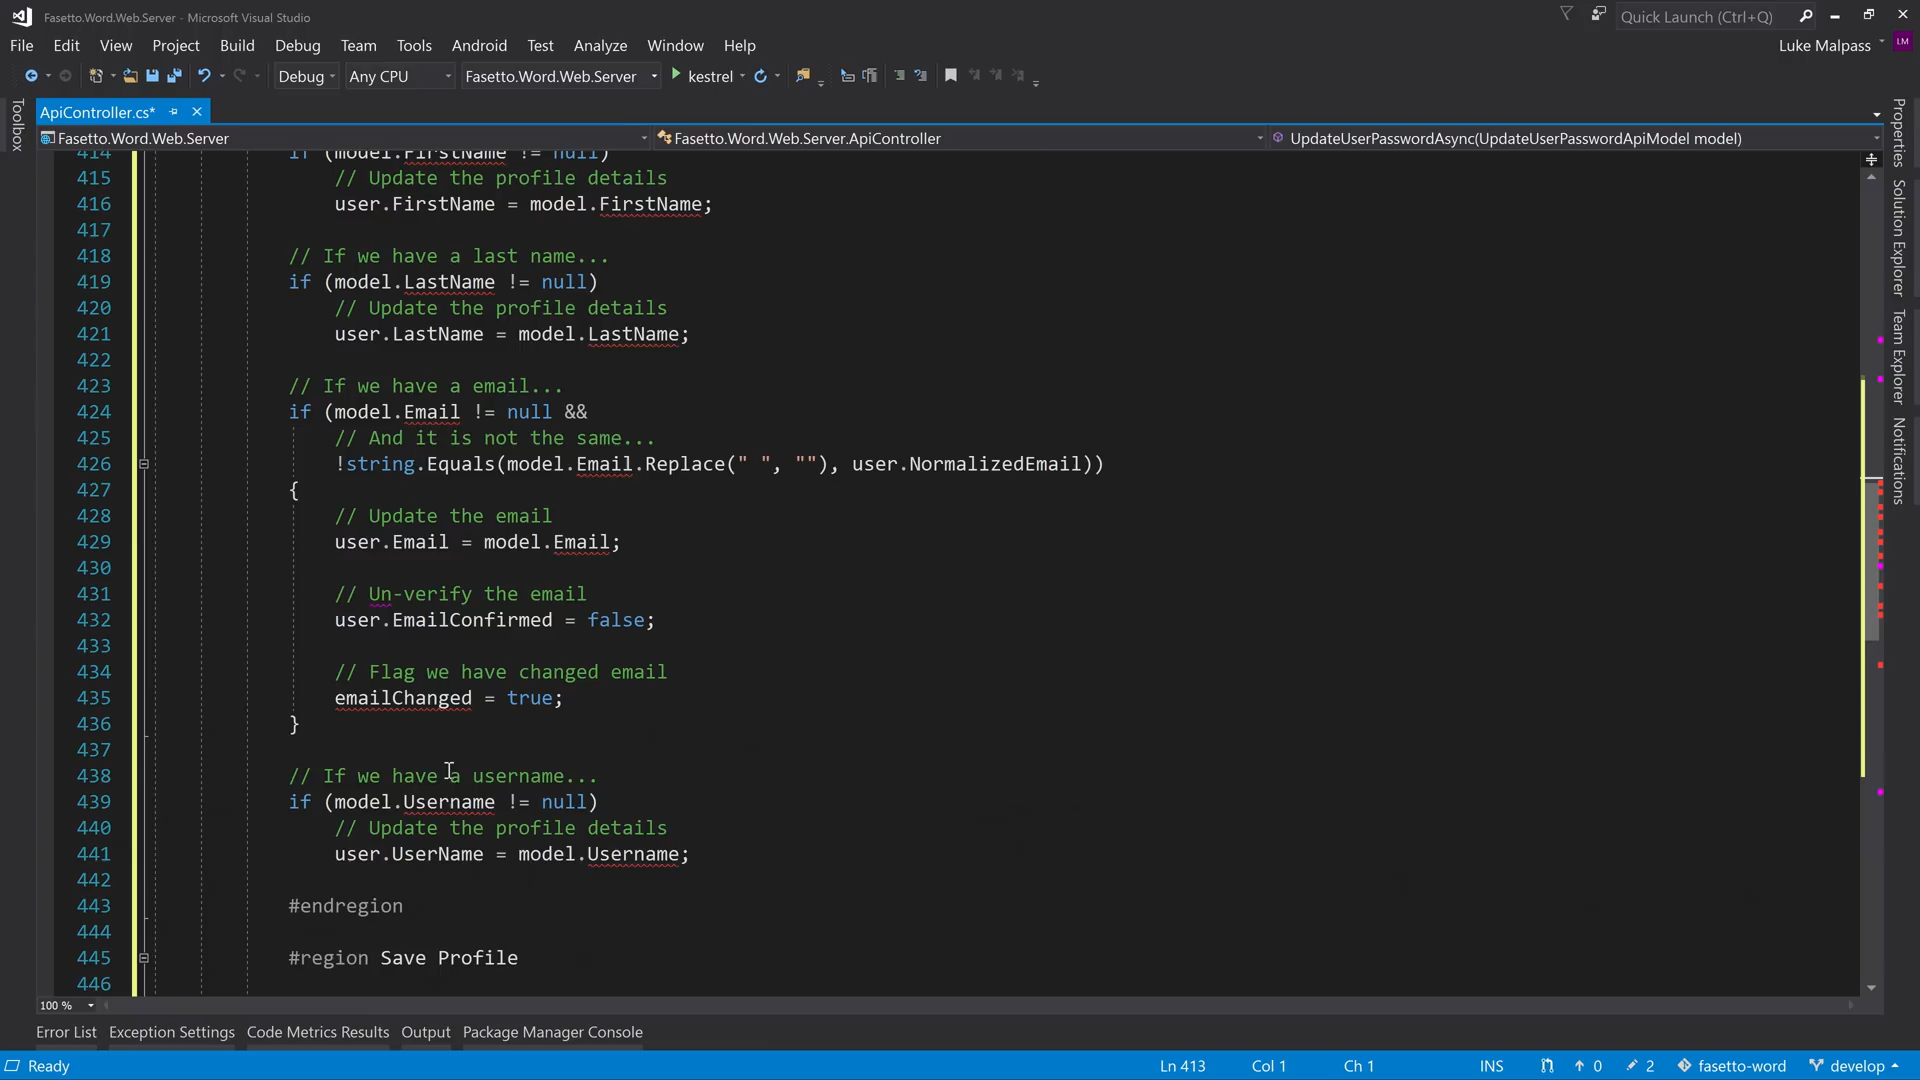 Fasetto.Word.Web.Server - Microsoft Visual Studio
Quick Launch (Ctrl+Q)
File Edit View Project Build Debug Team Tools Android Test Analyze Window Help
Luke Malpass LM
Debug Any CPU Fasetto.Word.Web.Server kestrel
ApiController.cs*
Fasetto.Word.Web.Server Fasetto.Word.Web.Server.ApiController UpdateUserPasswordAsync(UpdateUserPasswordApiModel model)
Toolbox
Properties
Solution Explorer
Team Explorer
Notifications
414 if (model.FirstName != null)
415 // Update the profile details
416 user.FirstName = model.FirstName;
417
418 // If we have a last name...
419 if (model.LastName != null)
420 // Update the profile details
421 user.LastName = model.LastName;
422
423 // If we have a email...
424 if (model.Email != null &&
425 // And it is not the same...
426 !string.Equals(model.Email.Replace(" ", ""), user.NormalizedEmail))
427 {
428 // Update the email
429 user.Email = model.Email;
430
431 // Un-verify the email
432 user.EmailConfirmed = false;
433
434 // Flag we have changed email
435 emailChanged = true;
436 }
437
438 // If we have a username...
439 if (model.Username != null)
440 // Update the profile details
441 user.UserName = model.Username;
442
443 #endregion
444
445 #region Save Profile
446
100 %
Error List Exception Settings Code Metrics Results Output Package Manager Console
Ready Ln 413 Col 1 Ch 1 INS 0 2 fasetto-word develop